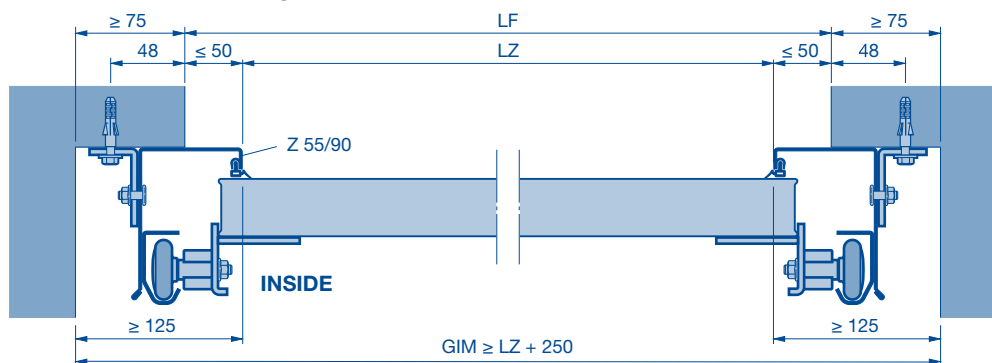 ≥ 75 LF ≥ 75
48 ≤ 50 LZ ≤ 50 48
Z 55/90
INSIDE
≥ 125 ≥ 125
GIM ≥ LZ + 250